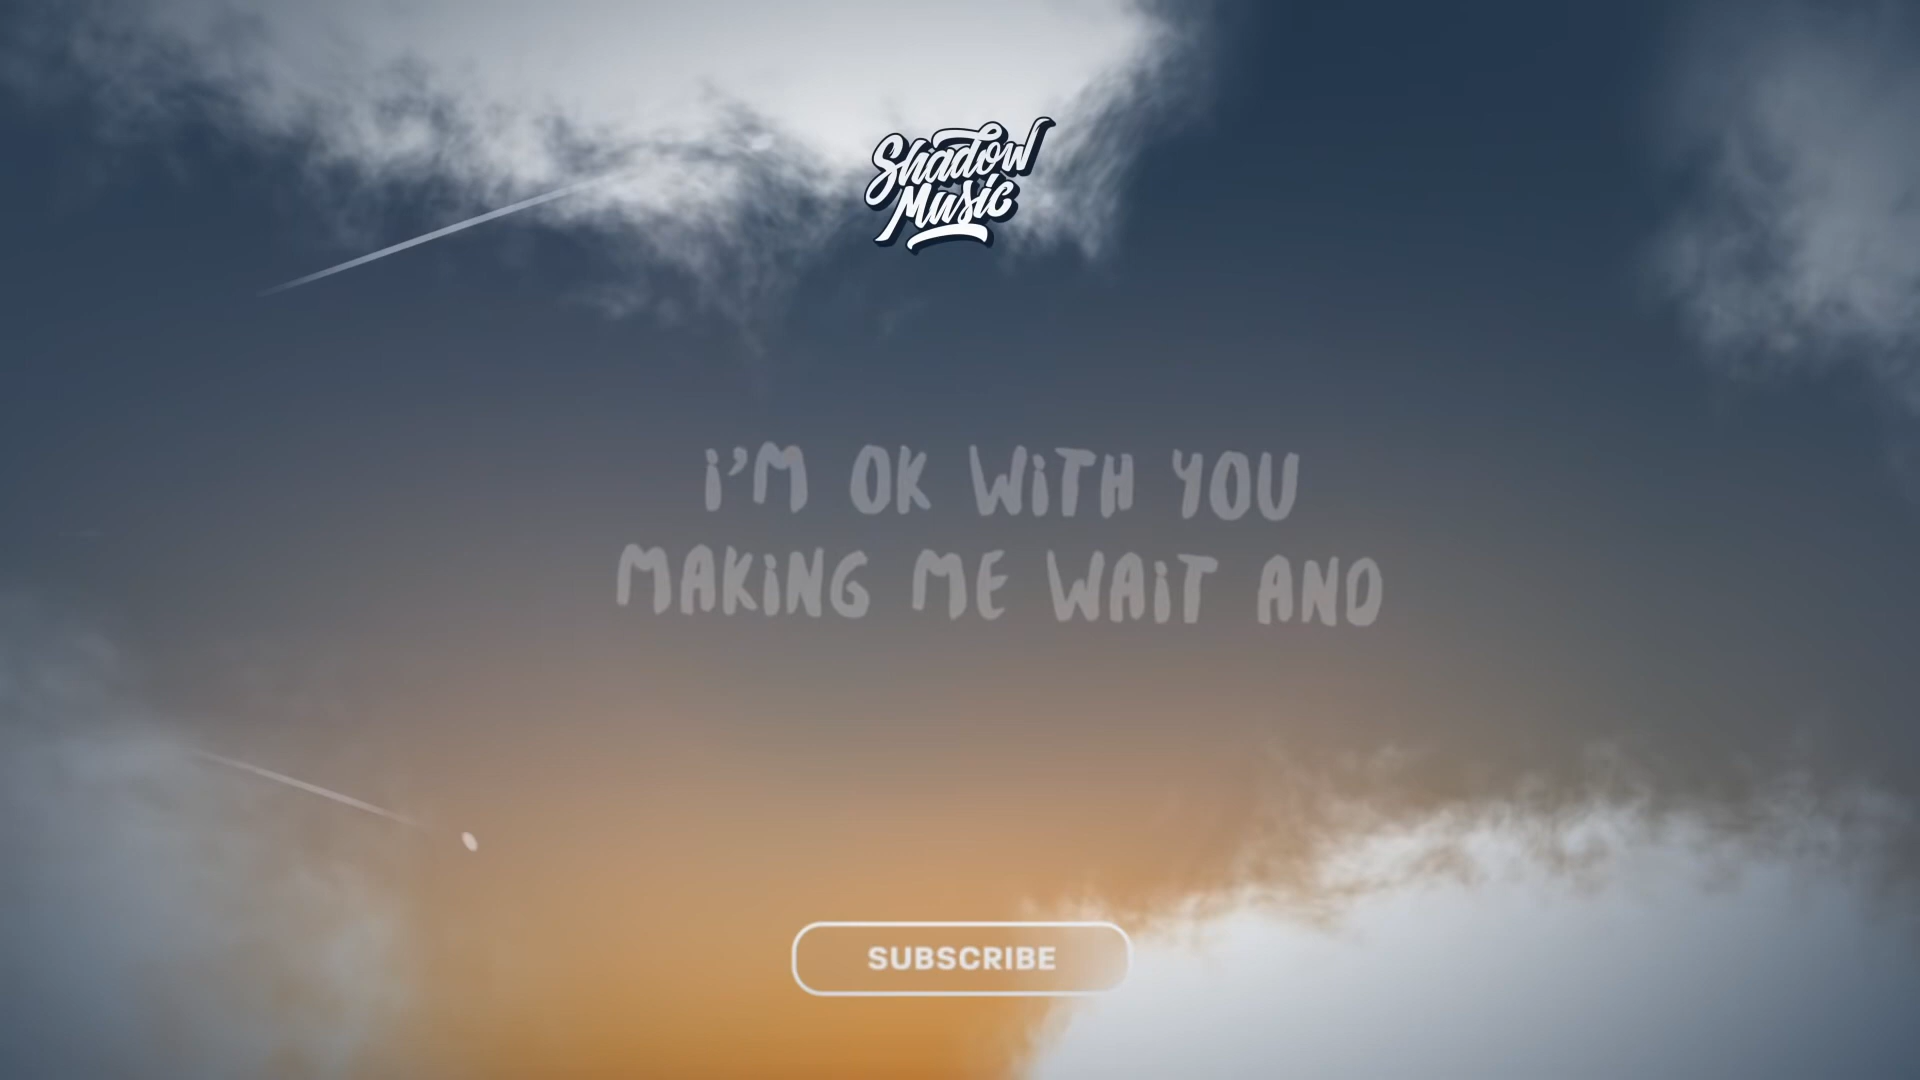 Shadow
Music
i'M OK WiTH YOU
MAKiNG ME WAiT AND
SUBSCRIBE